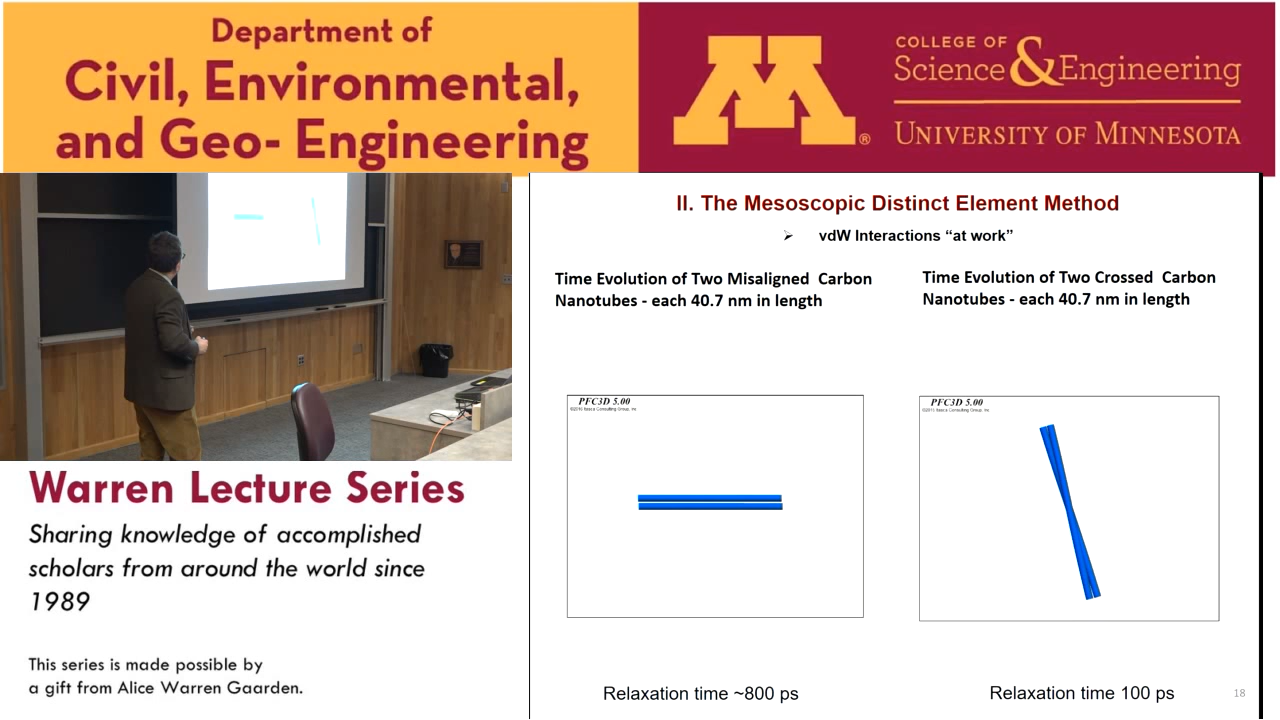 Department of
Civil, Environmental,
and Geo- Engineering
M®
COLLEGE OF
Science & Engineering
UNIVERSITY OF MINNESOTA
Warren Lecture Series
Sharing knowledge of accomplished
scholars from around the world since
1989
This series is made possible by
a gift from Alice Warren Gaarden.
II. The Mesoscopic Distinct Element Method
➢ vdW Interactions “at work”
Time Evolution of Two Misaligned Carbon
Nanotubes - each 40.7 nm in length
PFC3D 5.00
Relaxation time ~800 ps
Time Evolution of Two Crossed Carbon
Nanotubes - each 40.7 nm in length
PFC3D 5.00
Relaxation time 100 ps
18